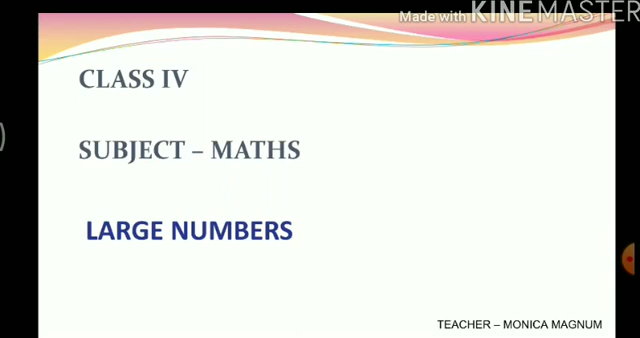 Made with KINEMASTER
CLASS IV
SUBJECT – MATHS
LARGE NUMBERS
TEACHER – MONICA MAGNUM